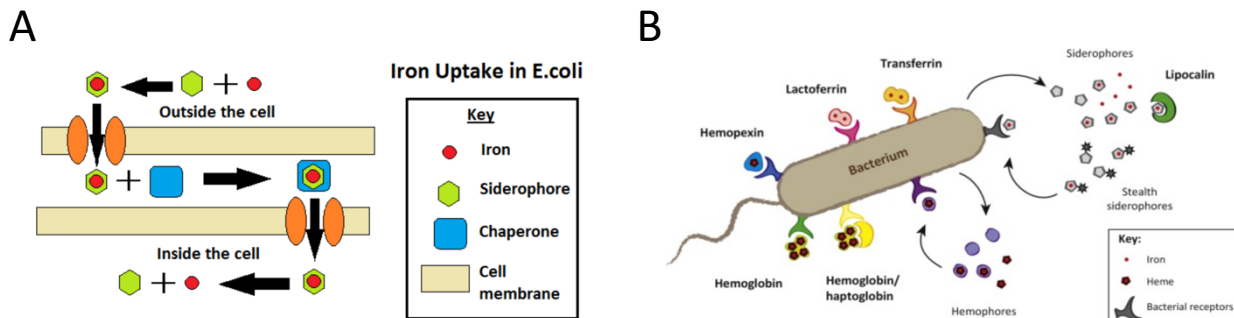 A
Iron Uptake in E.coli
Outside the cell
Inside the cell
Key
Iron
Siderophore
Chaperone
Cell
membrane
B
Siderophores
Transferrin
Lipocalin
Lactoferrin
Hemopexin
Bacterium
Stealth
siderophores
Hemoglobin
Hemoglobin/
haptoglobin
Hemophores
Key:
Iron
Heme
Bacterial receptors